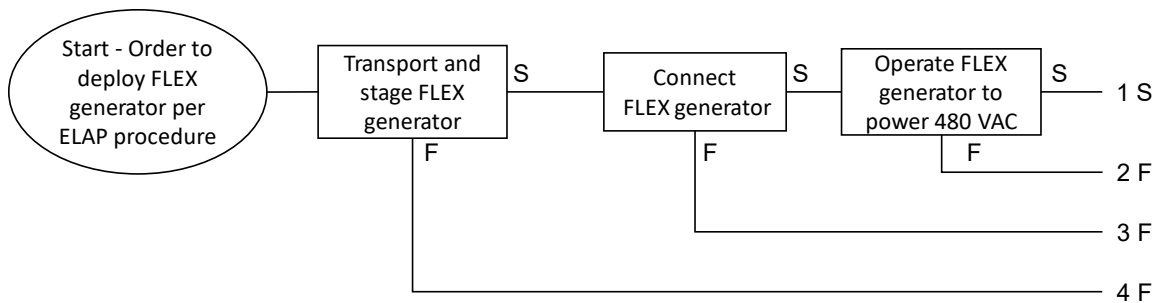 Start - Order to
deploy FLEX
generator per
ELAP procedure
Transport and
stage FLEX
generator
S
F
Connect
FLEX generator
S
F
Operate FLEX
generator to
power 480 VAC
S
F
1 S
2 F
3 F
4 F